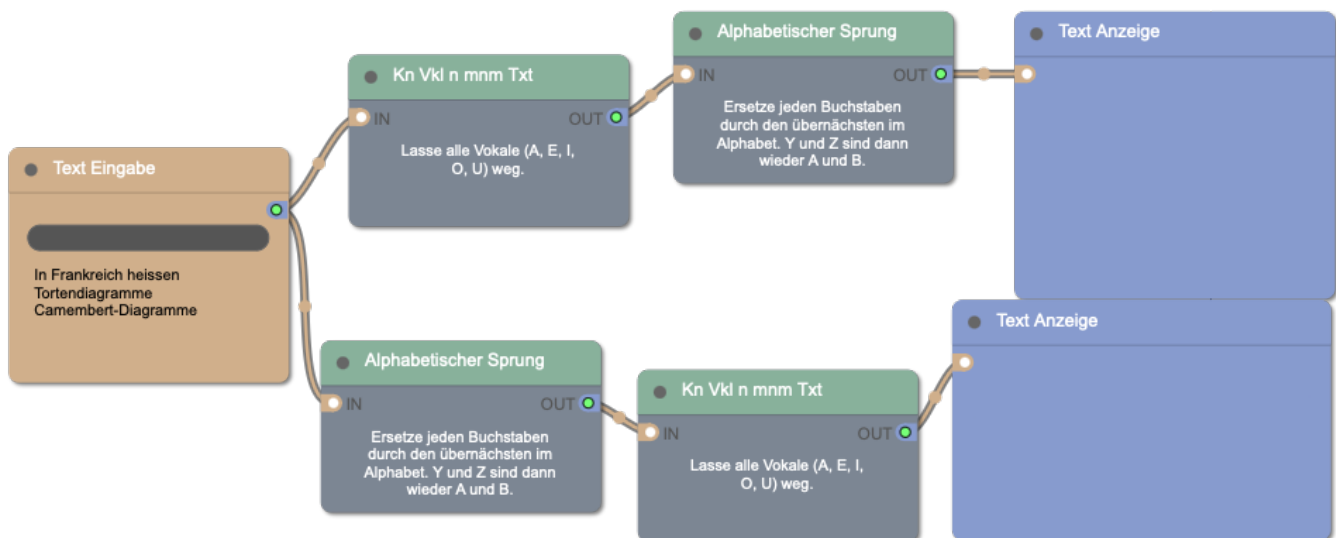 Text Eingabe
In Frankreich heissen
Tortendiagramme
Camembert-Diagramme
Kn Vkl n mnm Txt
IN
OUT
Lasse alle Vokale (A, E, I,
O, U) weg.
Alphabetischer Sprung
IN
OUT
Ersetze jeden Buchstaben
durch den übernächsten im
Alphabet. Y und Z sind dann
wieder A und B.
Text Anzeige
Alphabetischer Sprung
IN
OUT
Ersetze jeden Buchstaben
durch den übernächsten im
Alphabet. Y und Z sind dann
wieder A und B.
Kn Vkl n mnm Txt
IN
OUT
Lasse alle Vokale (A, E, I,
O, U) weg.
Text Anzeige